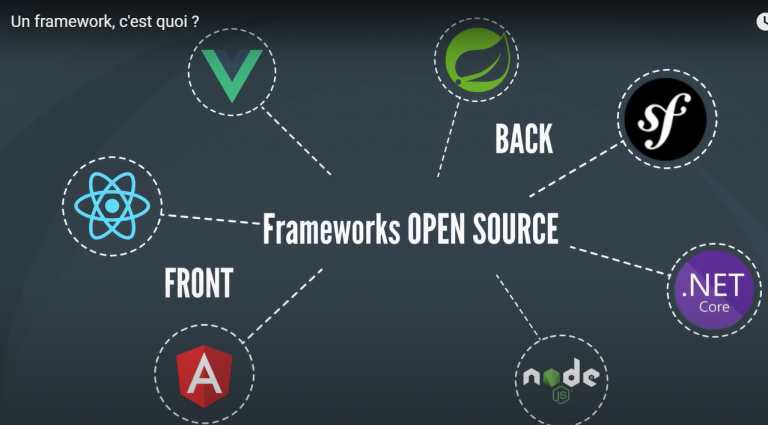 Un framework, c'est quoi ?
BACK
sf
Frameworks OPEN SOURCE
FRONT
.NET
Core
A
node
JS